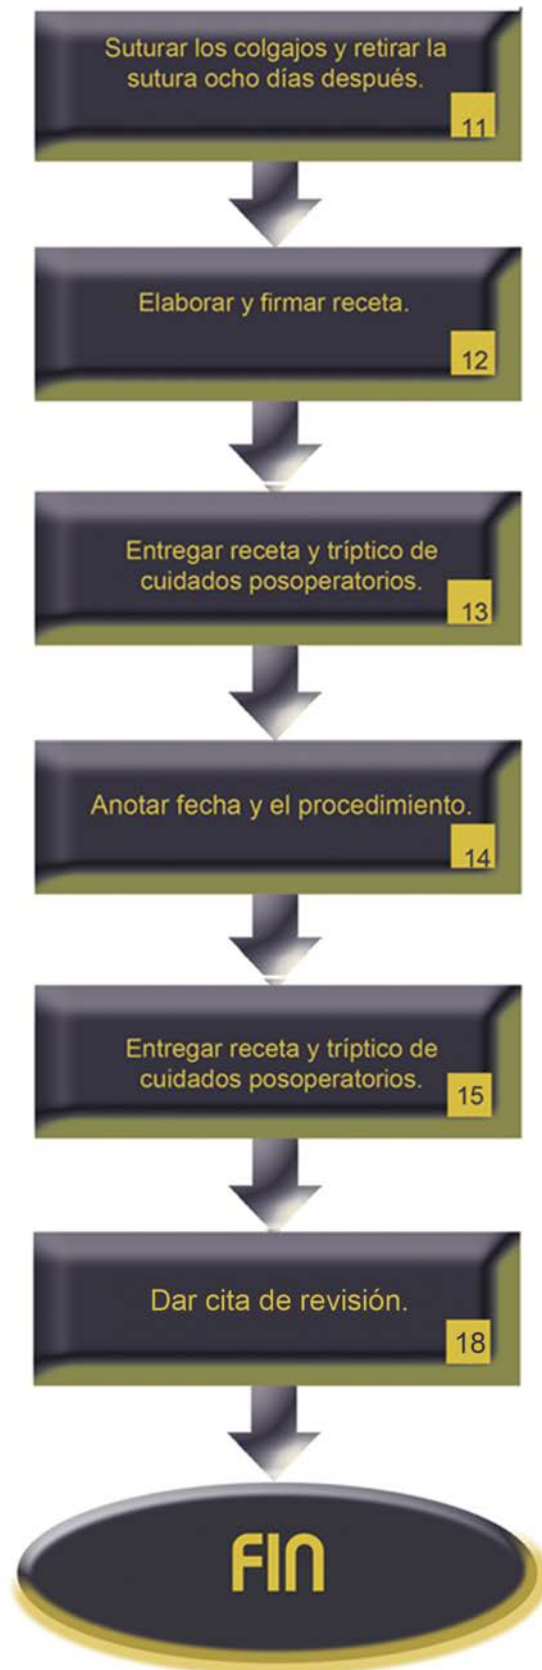 Suturar los colgajos y retirar la
sutura ocho días después.
11
Elaborar y firmar receta.
12
Entregar receta y tríptico de
cuidados posoperatorios.
13
Anotar fecha y el procedimiento.
14
Entregar receta y tríptico de
cuidados posoperatorios.
15
Dar cita de revisión.
18
FIN